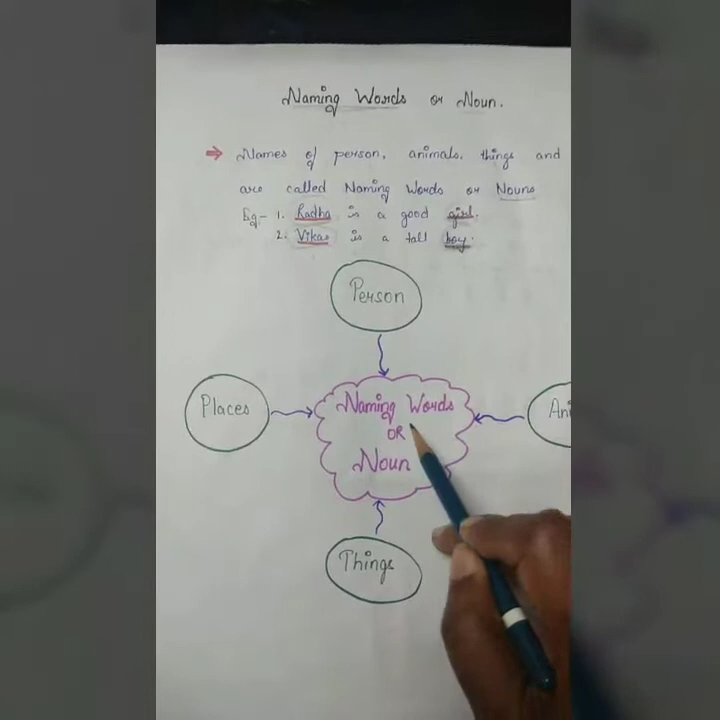 Naming Words or Noun.
Names of person, animals, things and
are called Naming Words or Nouns
Eg:- 1. Radha is a good girl.
2. Vikas is a tall boy.
Person
Places
Naming Words
OR
Noun
Ani
Things